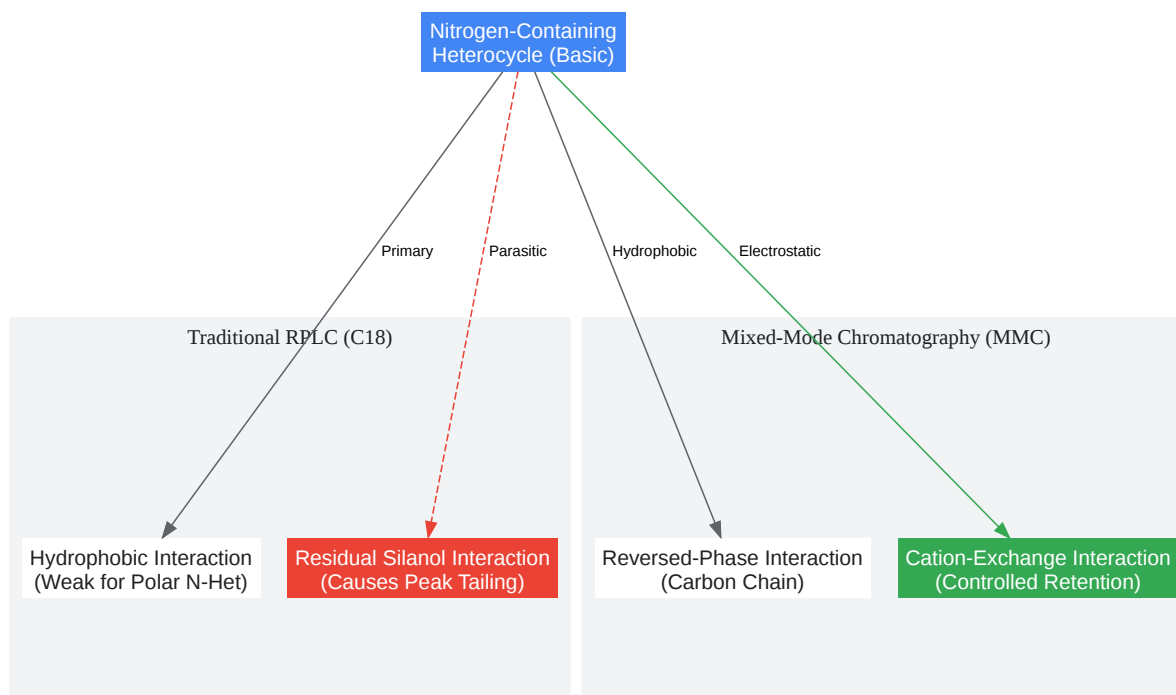 Nitrogen-Containing
Heterocycle (Basic)
Primary
Parasitic
Hydrophobic
Electrostatic
Traditional RPLC (C18)
Mixed-Mode Chromatography (MMC)
Hydrophobic Interaction
(Weak for Polar N-Het)
Residual Silanol Interaction
(Causes Peak Tailing)
Reversed-Phase Interaction
(Carbon Chain)
Cation-Exchange Interaction
(Controlled Retention)